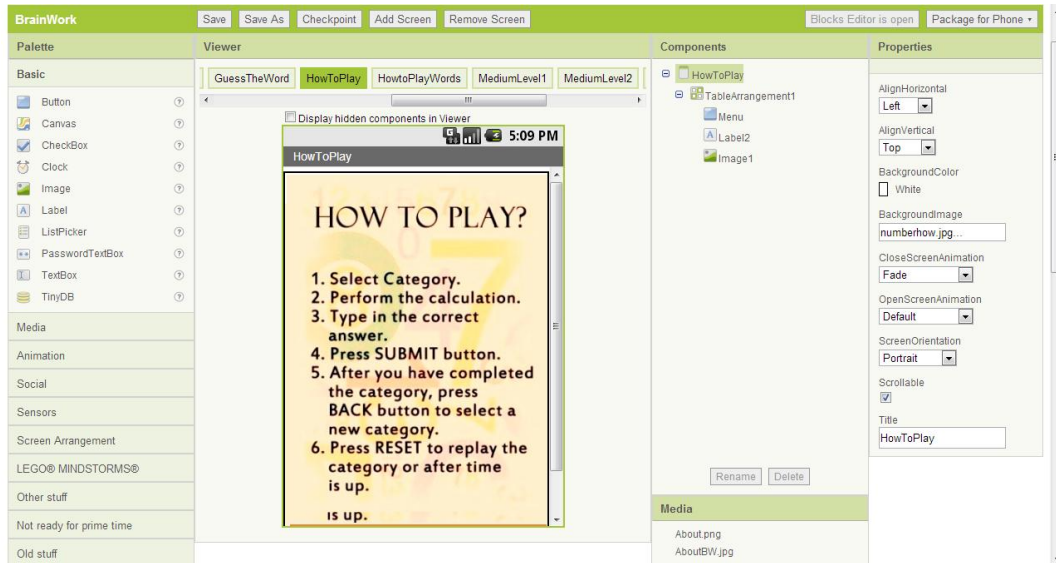 BrainWork
Save Save As Checkpoint Add Screen Remove Screen
Blocks Editor is open Package for Phone
Palette
Basic
Button
Canvas
CheckBox
Clock
Image
Label
ListPicker
PasswordTextBox
TextBox
TinyDB
Media
Animation
Social
Sensors
Screen Arrangement
LEGO® MINDSTORMS®
Other stuff
Not ready for prime time
Old stuff
Viewer
GuessTheWord HowToPlay HowtoPlayWords MediumLevel1 MediumLevel2
Display hidden components in Viewer
5:09 PM
HowToPlay
HOW TO PLAY?
1. Select Category.
2. Perform the calculation.
3. Type in the correct
answer.
4. Press SUBMIT button.
5. After you have completed
the category, press
BACK button to select a
new category.
6. Press RESET to replay the
category or after time
is up.
is up.
Components
HowToPlay
TableArrangement1
Menu
Label2
Image1
Rename Delete
Media
About.png
AboutBW.jpg
Properties
AlignHorizontal
Left
AlignVertical
Top
BackgroundColor
White
BackgroundImage
numberhow.jpg...
CloseScreenAnimation
Fade
OpenScreenAnimation
Default
ScreenOrientation
Portrait
Scrollable
Title
HowToPlay